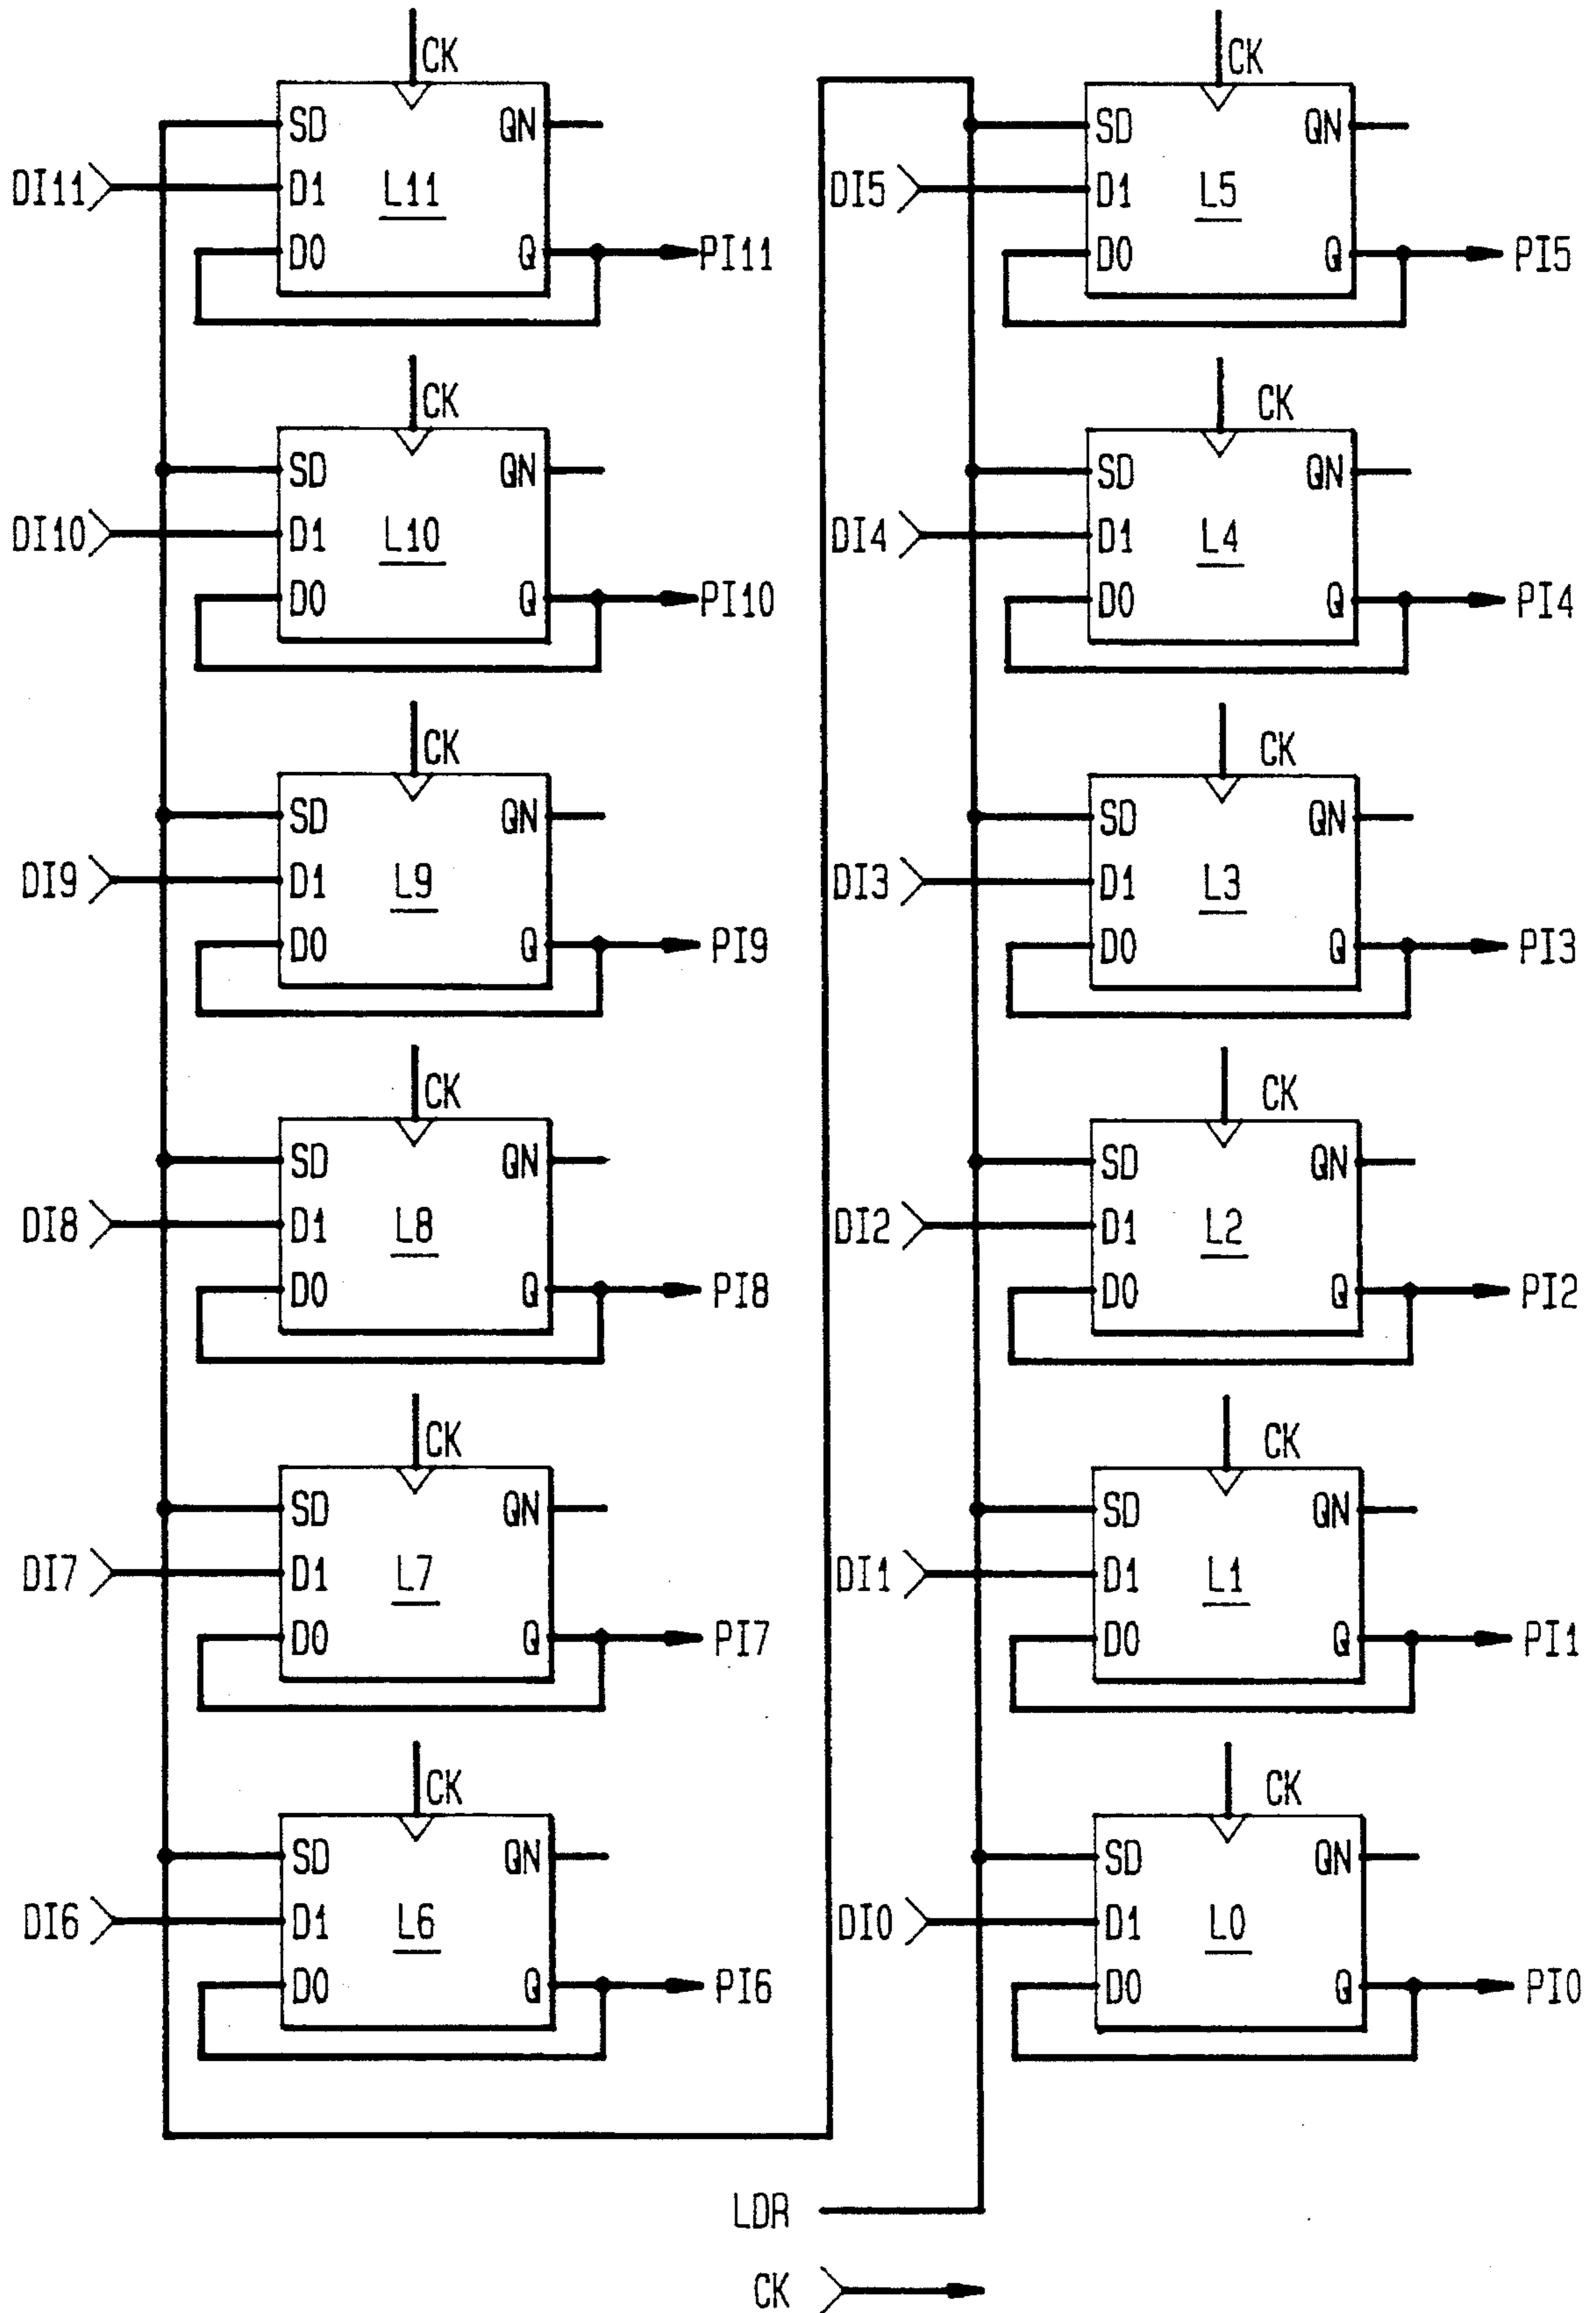 CK
SD QN
DI11 D1 L11
D0 Q PI11
CK
SD QN
DI10 D1 L10
D0 Q PI10
CK
SD QN
DI9 D1 L9
D0 Q PI9
CK
SD QN
DI8 D1 L8
D0 Q PI8
CK
SD QN
DI7 D1 L7
D0 Q PI7
CK
SD QN
DI6 D1 L6
D0 Q PI6
CK
SD QN
DI5 D1 L5
D0 Q PI5
CK
SD QN
DI4 D1 L4
D0 Q PI4
CK
SD QN
DI3 D1 L3
D0 Q PI3
CK
SD QN
DI2 D1 L2
D0 Q PI2
CK
SD QN
DI1 D1 L1
D0 Q PI1
CK
SD QN
DI0 D1 L0
D0 Q PI0
LDR
CK